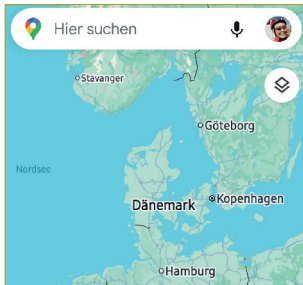 Hier suchen
Stavanger
Göteborg
Nordsee
Dänemark
Kopenhagen
Hamburg